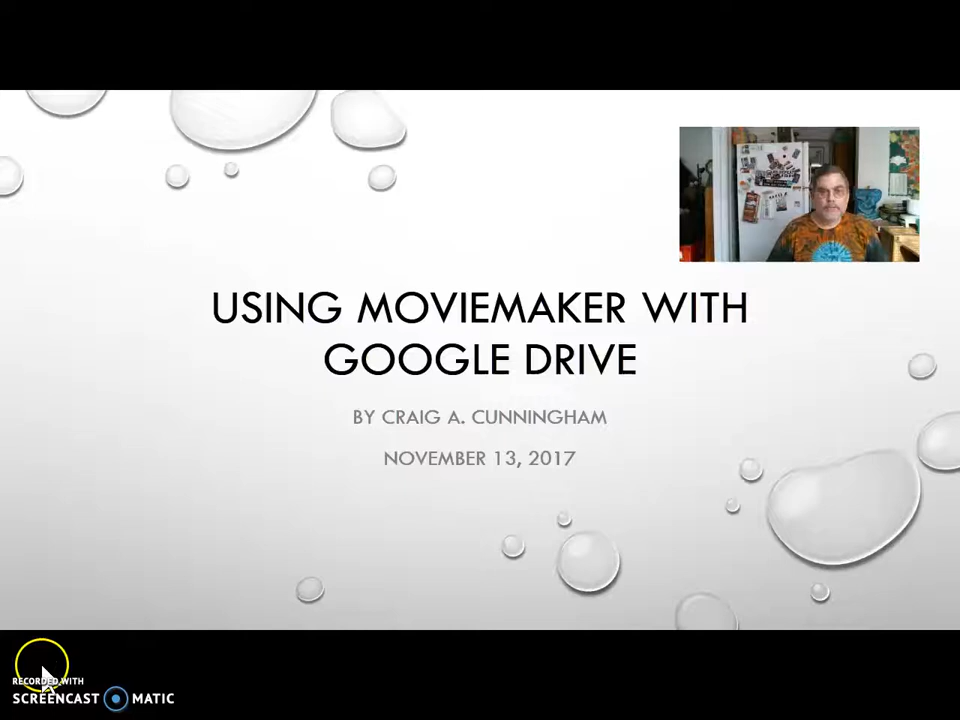 USING MOVIEMAKER WITH
GOOGLE DRIVE
BY CRAIG A. CUNNINGHAM
NOVEMBER 13, 2017
RECORDED WITH
SCREENCAST MATIC